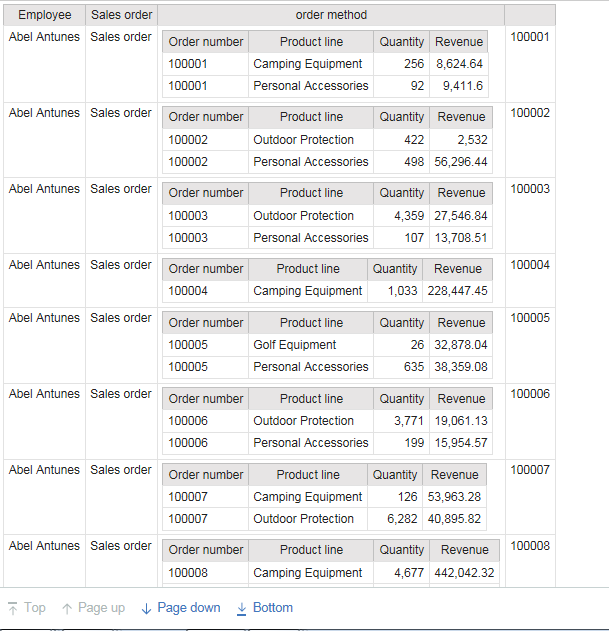 Employee Sales order order method
Abel Antunes Sales order Order number Product line Quantity Revenue 100001
100001 Camping Equipment 256 8,624.64
100001 Personal Accessories 92 9,411.6
Abel Antunes Sales order Order number Product line Quantity Revenue 100002
100002 Outdoor Protection 422 2,532
100002 Personal Accessories 498 56,296.44
Abel Antunes Sales order Order number Product line Quantity Revenue 100003
100003 Outdoor Protection 4,359 27,546.84
100003 Personal Accessories 107 13,708.51
Abel Antunes Sales order Order number Product line Quantity Revenue 100004
100004 Camping Equipment 1,033 228,447.45
Abel Antunes Sales order Order number Product line Quantity Revenue 100005
100005 Golf Equipment 26 32,878.04
100005 Personal Accessories 635 38,359.08
Abel Antunes Sales order Order number Product line Quantity Revenue 100006
100006 Outdoor Protection 3,771 19,061.13
100006 Personal Accessories 199 15,954.57
Abel Antunes Sales order Order number Product line Quantity Revenue 100007
100007 Camping Equipment 126 53,963.28
100007 Outdoor Protection 6,282 40,895.82
Abel Antunes Sales order Order number Product line Quantity Revenue 100008
100008 Camping Equipment 4,677 442,042.32
Top Page up Page down Bottom